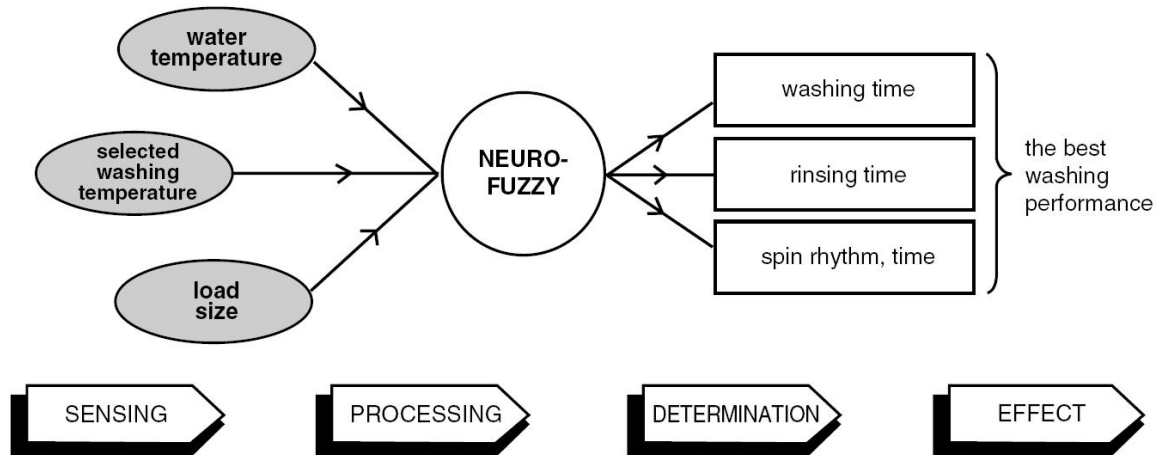 water
temperature
selected
washing
temperature
load
size
NEURO-
FUZZY
washing time
rinsing time
spin rhythm, time
the best
washing
performance
SENSING
PROCESSING
DETERMINATION
EFFECT